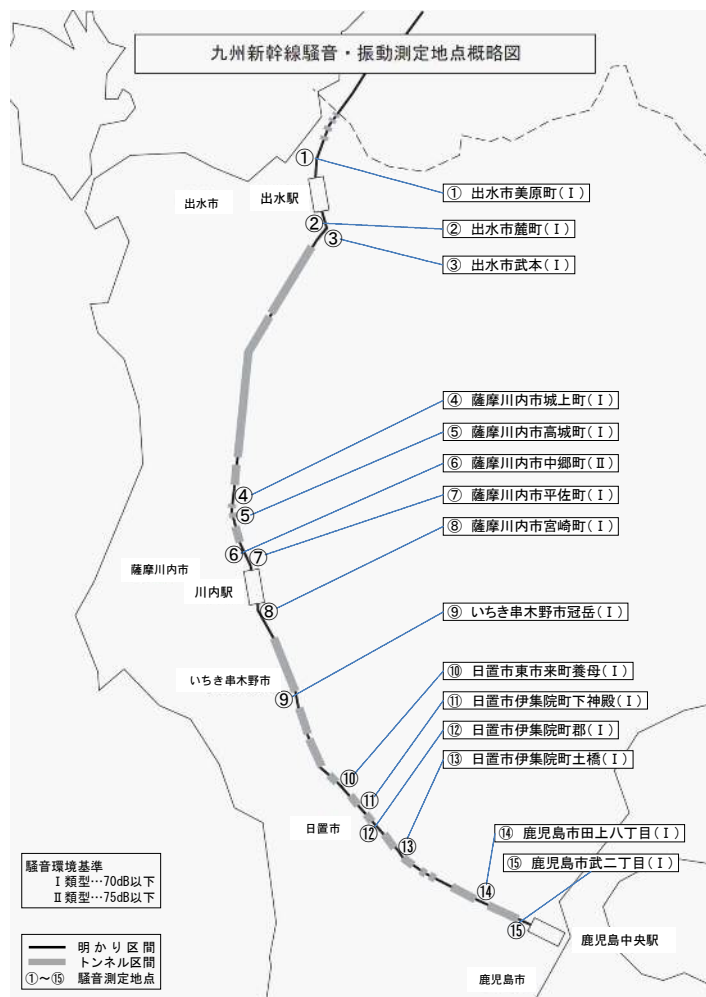 九州新幹線騒音・振動測定地点概略図
①
① 出水市美原町(Ⅰ)
出水市
出水駅
②
② 出水市麓町(Ⅰ)
③
③ 出水市武本(Ⅰ)
④ 薩摩川内市城上町(Ⅰ)
⑤ 薩摩川内市高城町(Ⅰ)
⑥ 薩摩川内市中郷町(Ⅱ)
④
⑦ 薩摩川内市平佐町(Ⅰ)
⑤
⑧ 薩摩川内市宮崎町(Ⅰ)
⑥
⑦
薩摩川内市
川内駅
⑧
⑨ いちき串木野市冠岳(Ⅰ)
いちき串木野市
⑨
⑩ 日置市東市来町養母(Ⅰ)
⑪ 日置市伊集院町下神殿(Ⅰ)
⑫ 日置市伊集院町郡(Ⅰ)
⑬ 日置市伊集院町土橋(Ⅰ)
⑩
⑪
日置市
⑫
⑬
⑭ 鹿児島市田上八丁目(Ⅰ)
⑮ 鹿児島市武二丁目(Ⅰ)
⑭
⑮
鹿児島中央駅
鹿児島市
騒音環境基準
Ⅰ類型…70dB以下
Ⅱ類型…75dB以下
明かり区間
トンネル区間
①～⑮ 騒音測定地点